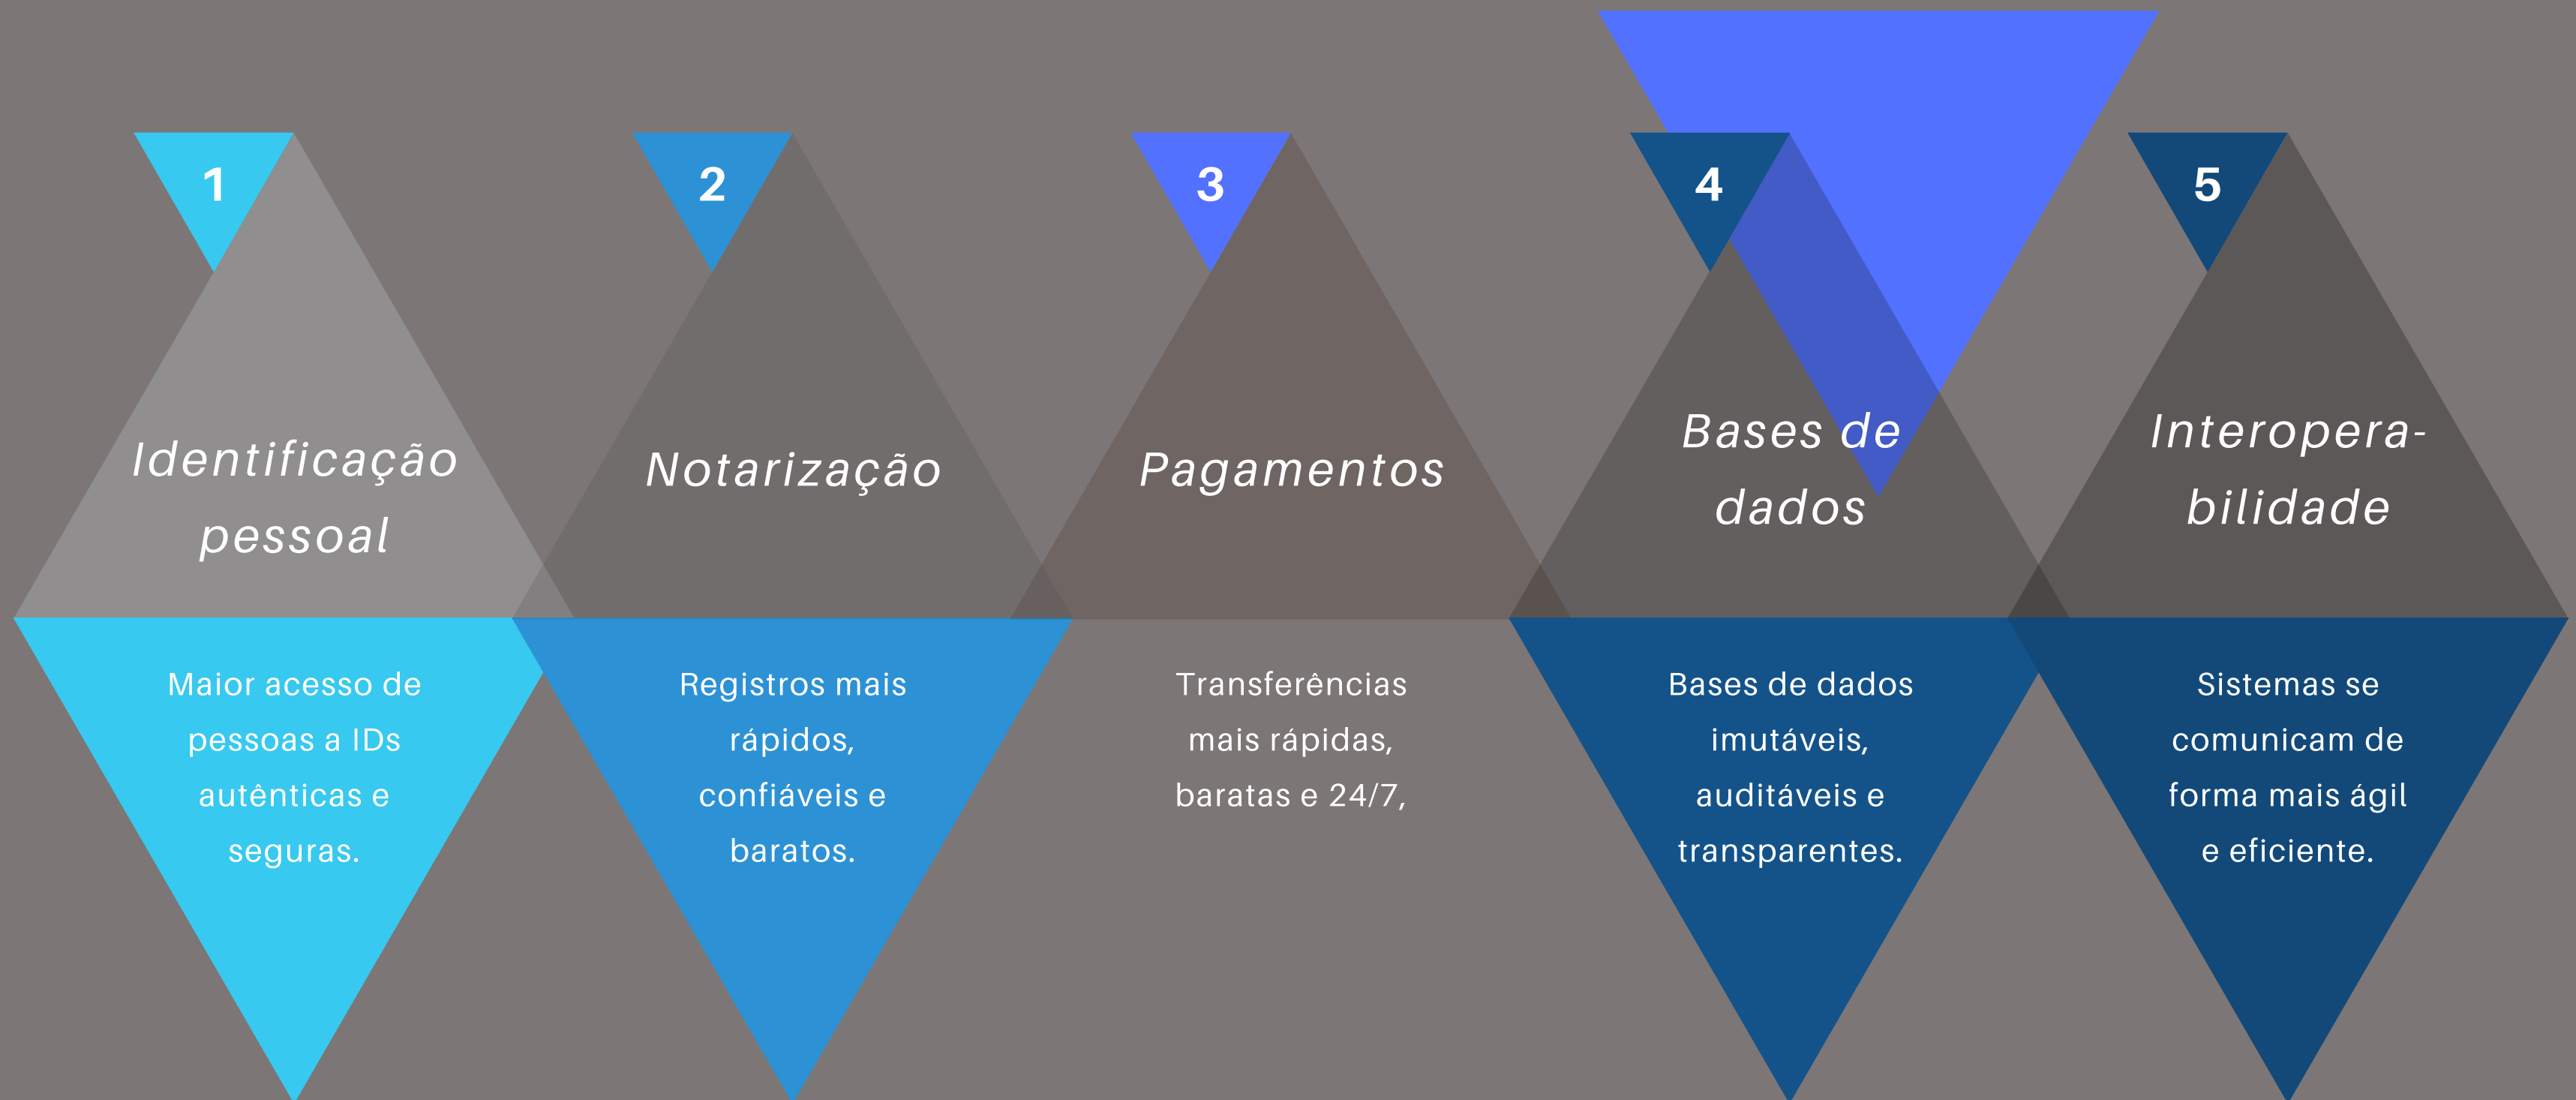 1
Identificação
pessoal
Maior acesso de
pessoas a IDs
autênticas e
seguras.
2
Notarização
Registros mais
rápidos,
confiáveis e
baratos.
3
Pagamentos
Transferências
mais rápidas,
baratas e 24/7,
4
Bases de
dados
Bases de dados
imutáveis,
auditáveis e
transparentes.
5
Interopera-
bilidade
Sistemas se
comunicam de
forma mais ágil
e eficiente.